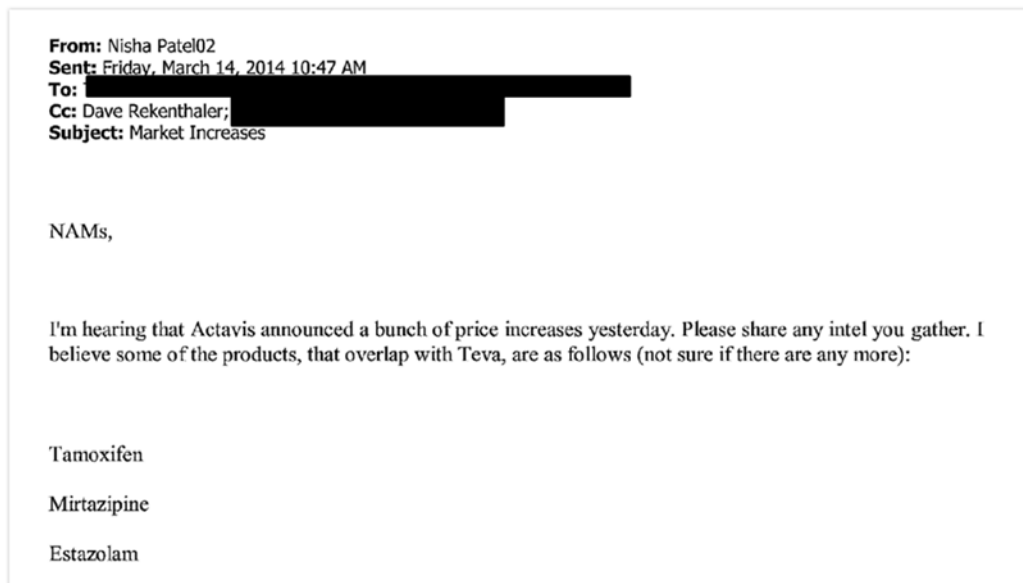 From: Nisha Patel02
Sent: Friday, March 14, 2014 10:47 AM
To:
Cc: Dave Rekenthaler;
Subject: Market Increases
NAMs,
I'm hearing that Actavis announced a bunch of price increases yesterday. Please share any intel you gather. I
believe some of the products, that overlap with Teva, are as follows (not sure if there are any more):
Tamoxifen
Mirtazipine
Estazolam